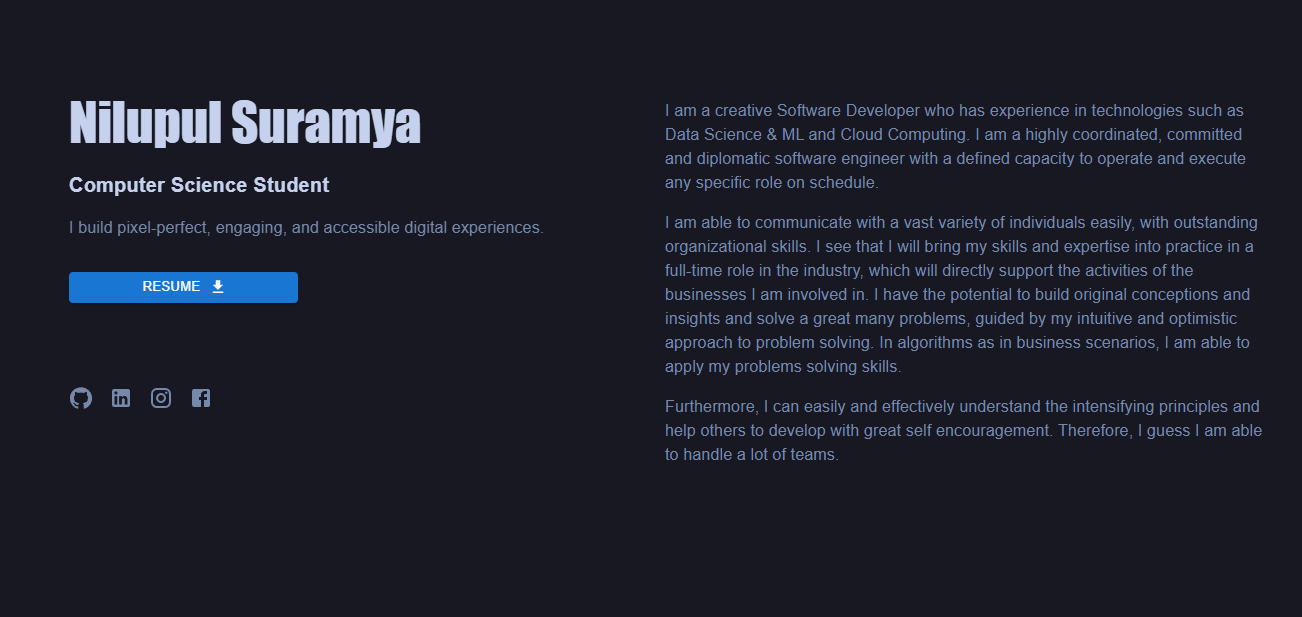 Nilupul Suramya
Computer Science Student
I build pixel-perfect, engaging, and accessible digital experiences.
RESUME
I am a creative Software Developer who has experience in technologies such as
Data Science & ML and Cloud Computing. I am a highly coordinated, committed
and diplomatic software engineer with a defined capacity to operate and execute
any specific role on schedule.
I am able to communicate with a vast variety of individuals easily, with outstanding
organizational skills. I see that I will bring my skills and expertise into practice in a
full-time role in the industry, which will directly support the activities of the
businesses I am involved in. I have the potential to build original conceptions and
insights and solve a great many problems, guided by my intuitive and optimistic
approach to problem solving. In algorithms as in business scenarios, I am able to
apply my problems solving skills.
Furthermore, I can easily and effectively understand the intensifying principles and
help others to develop with great self encouragement. Therefore, I guess I am able
to handle a lot of teams.